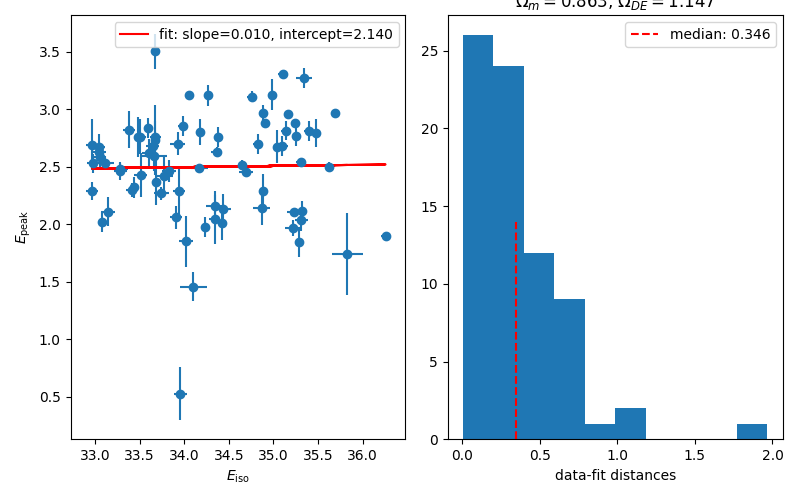 fit: slope=0.010, intercept=2.140
3.5
3.0
2.5
2.0
1.5
1.0
0.5
E_peak
33.0 33.5 34.0 34.5 35.0 35.5 36.0
E_iso
Ω_m = 0.863, Ω_DE = 1.147
median: 0.346
25
20
15
10
5
0
0.0 0.5 1.0 1.5 2.0
data-fit distances